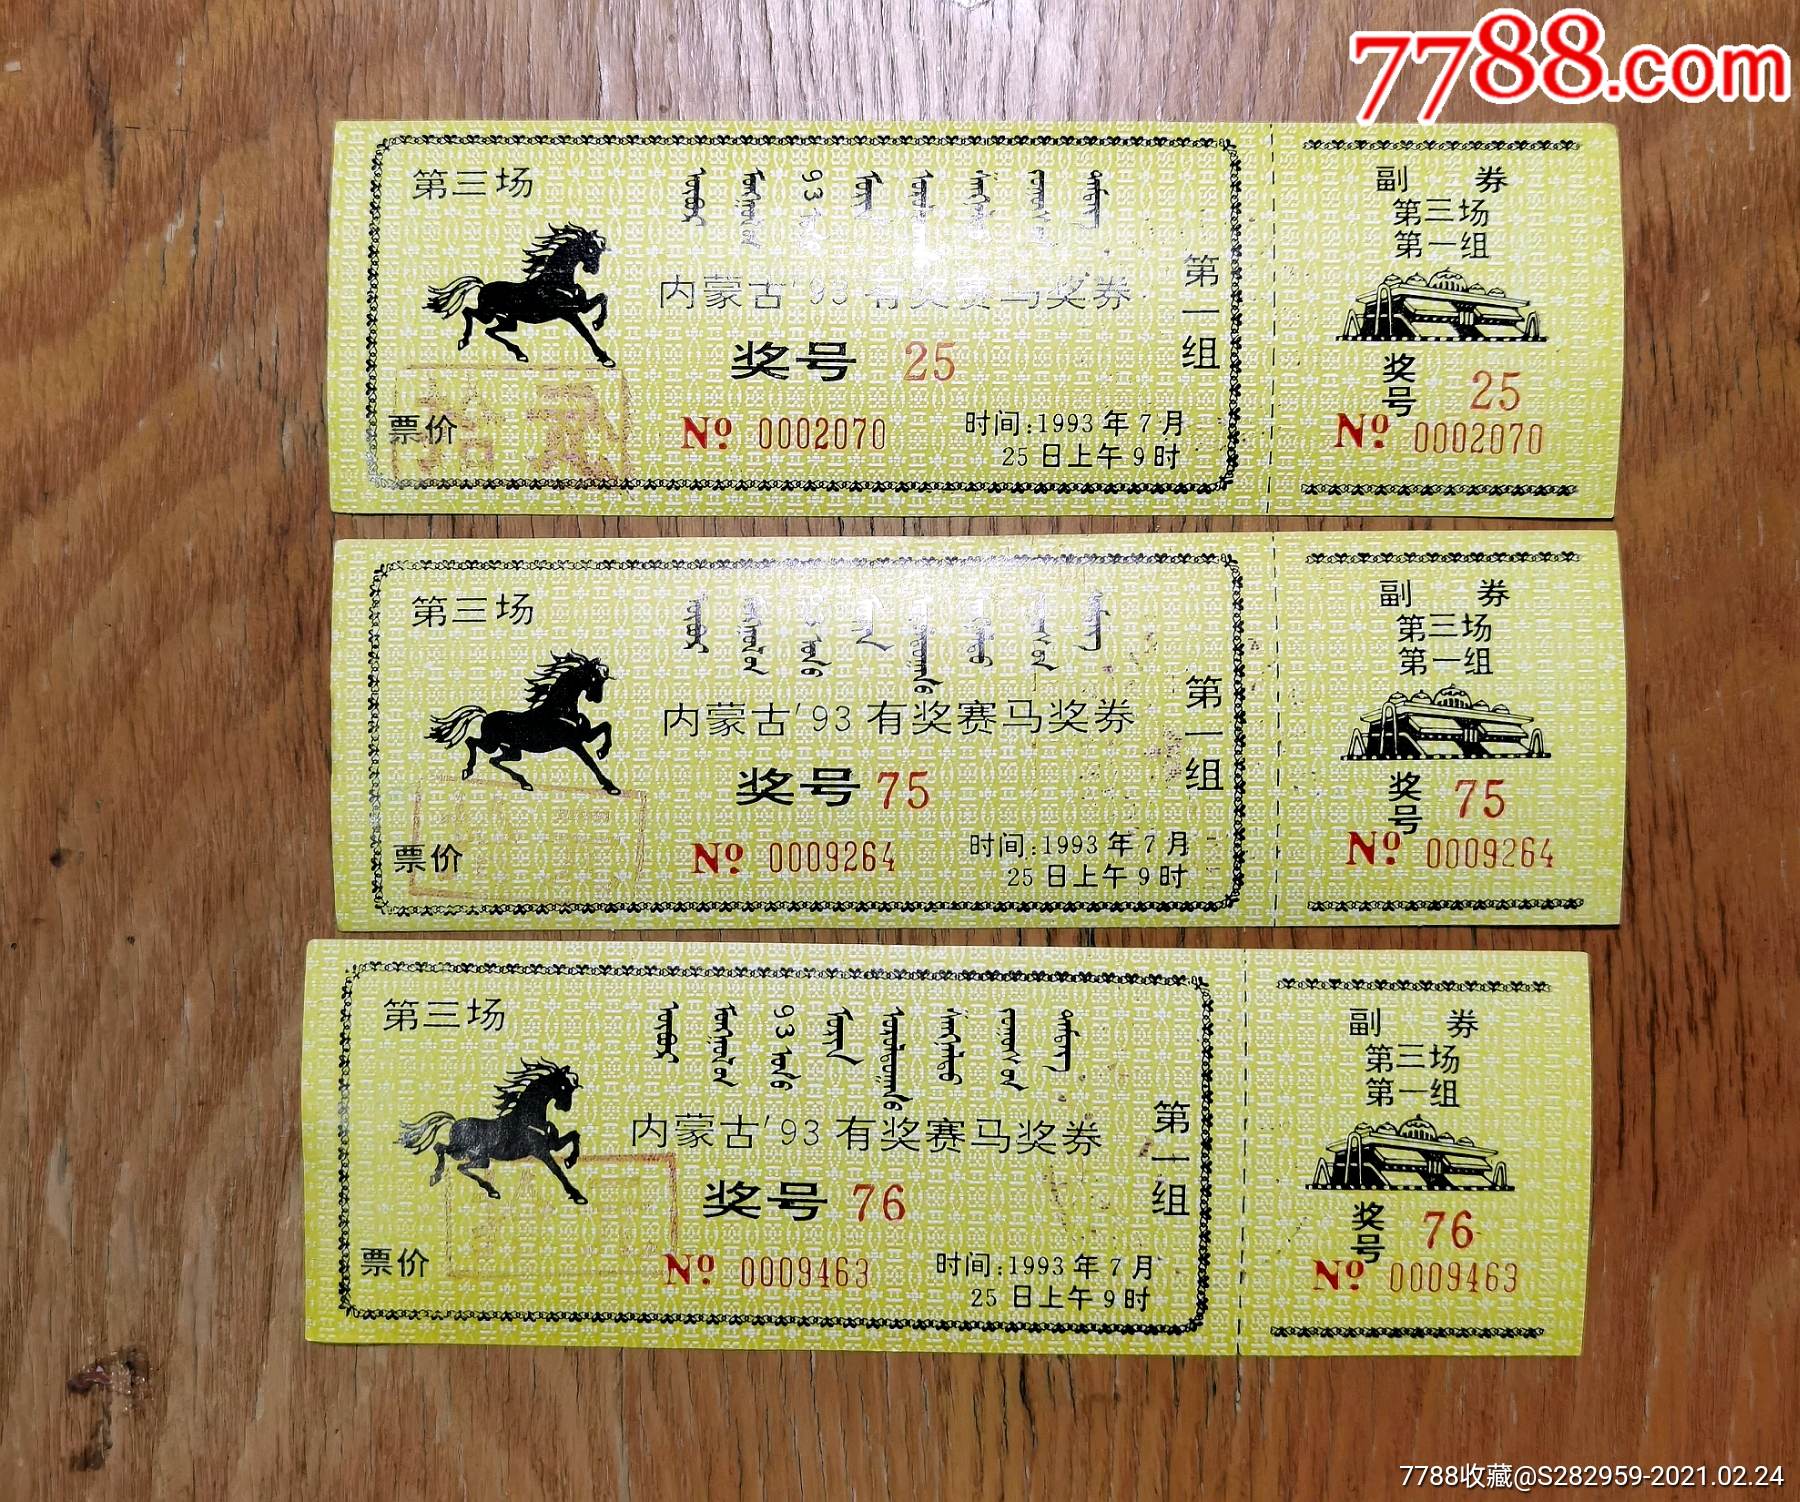 7788.com
第三场
内蒙古'93有奖赛马奖券
第一组
奖号 25
票价
拾贰
№ 0002070
时间:1993年7月
25日上午9时
副 券
第三场
第一组
奖号 25
№ 0002070
第三场
内蒙古'93有奖赛马奖券
第一组
奖号 75
票价
№ 0009264
时间:1993年7月
25日上午9时
副 券
第三场
第一组
奖号 75
№ 0009264
第三场
内蒙古'93有奖赛马奖券
第一组
奖号 76
票价
№ 0009463
时间:1993年7月
25日上午9时
副 券
第三场
第一组
奖号 76
№ 0009463
7788收藏@S282959-2021.02.24